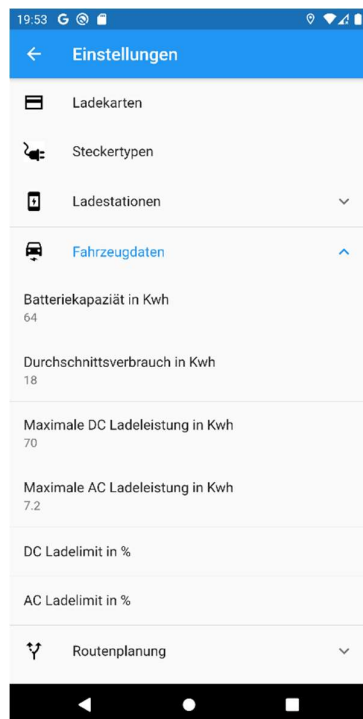 19:53
Einstellungen
Ladekarten
Steckertypen
Ladestationen
Fahrzeugdaten
Batteriekapaziät in Kwh
64
Durchschnittsverbrauch in Kwh
18
Maximale DC Ladeleistung in Kwh
70
Maximale AC Ladeleistung in Kwh
7.2
DC Ladelimit in %
AC Ladelimit in %
Routenplanung